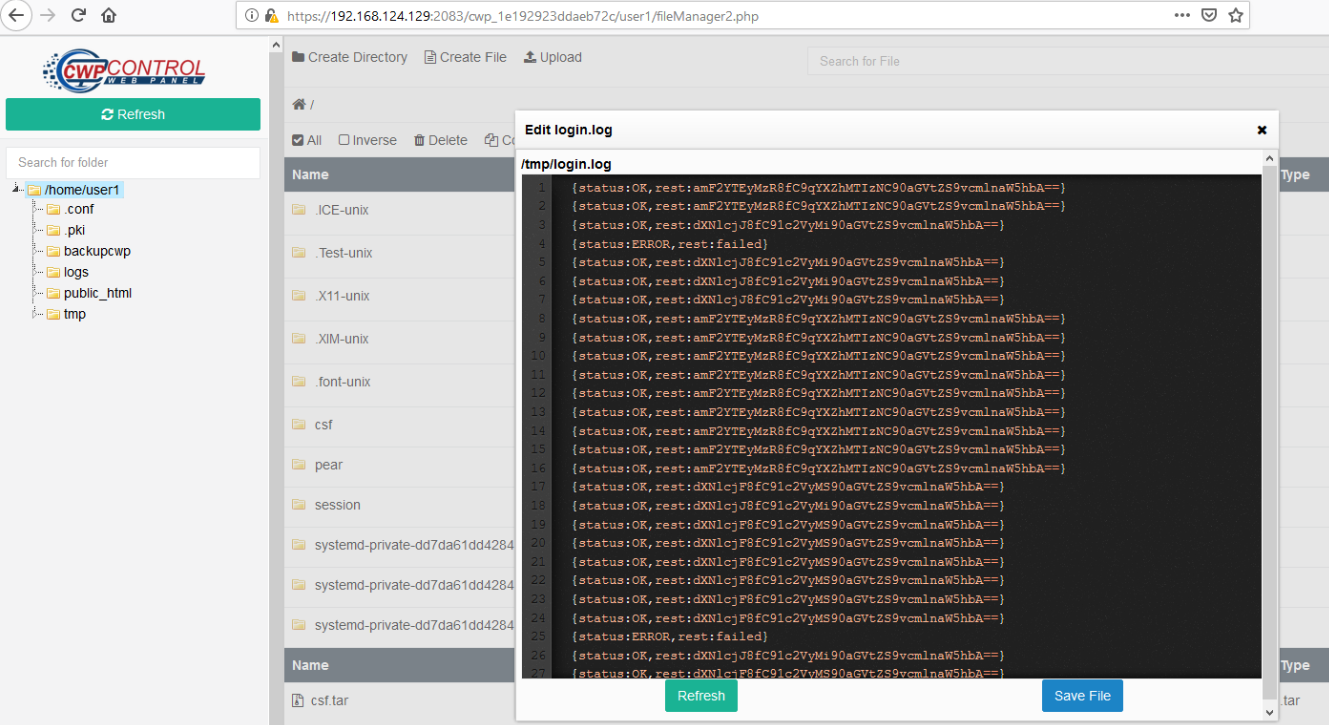 https://192.168.124.129:2083/cwp_1e192923ddaeb72c/user1/fileManager2.php
CWP CONTROL
WEB PANEL
Refresh
Search for folder
/home/user1
.conf
.pki
backupcwp
logs
public_html
tmp
Create Directory Create File Upload
Search for File
/
All Inverse Delete Co
Name
Type
.ICE-unix
.Test-unix
.X11-unix
.XIM-unix
.font-unix
csf
pear
session
systemd-private-dd7da61dd4284
systemd-private-dd7da61dd4284
systemd-private-dd7da61dd4284
Name
Type
csf.tar
.tar
Edit login.log
/tmp/login.log
1 {status:OK,rest:amF2YTEyMzR8fC9qYXZhMTIzNC90aGVtZS9vcmlnaW5hbA==}
2 {status:OK,rest:amF2YTEyMzR8fC9qYXZhMTIzNC90aGVtZS9vcmlnaW5hbA==}
3 {status:OK,rest:dXNlcjJ8fC91c2VyMi90aGVtZS9vcmlnaW5hbA==}
4 {status:ERROR,rest:failed}
5 {status:OK,rest:dXNlcjJ8fC91c2VyMi90aGVtZS9vcmlnaW5hbA==}
6 {status:OK,rest:dXNlcjJ8fC91c2VyMi90aGVtZS9vcmlnaW5hbA==}
7 {status:OK,rest:dXNlcjJ8fC91c2VyMi90aGVtZS9vcmlnaW5hbA==}
8 {status:OK,rest:amF2YTEyMzR8fC9qYXZhMTIzNC90aGVtZS9vcmlnaW5hbA==}
9 {status:OK,rest:amF2YTEyMzR8fC9qYXZhMTIzNC90aGVtZS9vcmlnaW5hbA==}
10 {status:OK,rest:amF2YTEyMzR8fC9qYXZhMTIzNC90aGVtZS9vcmlnaW5hbA==}
11 {status:OK,rest:amF2YTEyMzR8fC9qYXZhMTIzNC90aGVtZS9vcmlnaW5hbA==}
12 {status:OK,rest:amF2YTEyMzR8fC9qYXZhMTIzNC90aGVtZS9vcmlnaW5hbA==}
13 {status:OK,rest:amF2YTEyMzR8fC9qYXZhMTIzNC90aGVtZS9vcmlnaW5hbA==}
14 {status:OK,rest:amF2YTEyMzR8fC9qYXZhMTIzNC90aGVtZS9vcmlnaW5hbA==}
15 {status:OK,rest:amF2YTEyMzR8fC9qYXZhMTIzNC90aGVtZS9vcmlnaW5hbA==}
16 {status:OK,rest:amF2YTEyMzR8fC9qYXZhMTIzNC90aGVtZS9vcmlnaW5hbA==}
17 {status:OK,rest:dXNlcjF8fC91c2VyMS90aGVtZS9vcmlnaW5hbA==}
18 {status:OK,rest:dXNlcjJ8fC91c2VyMi90aGVtZS9vcmlnaW5hbA==}
19 {status:OK,rest:dXNlcjF8fC91c2VyMS90aGVtZS9vcmlnaW5hbA==}
20 {status:OK,rest:dXNlcjF8fC91c2VyMS90aGVtZS9vcmlnaW5hbA==}
21 {status:OK,rest:dXNlcjF8fC91c2VyMS90aGVtZS9vcmlnaW5hbA==}
22 {status:OK,rest:dXNlcjF8fC91c2VyMS90aGVtZS9vcmlnaW5hbA==}
23 {status:OK,rest:dXNlcjF8fC91c2VyMS90aGVtZS9vcmlnaW5hbA==}
24 {status:OK,rest:dXNlcjF8fC91c2VyMS90aGVtZS9vcmlnaW5hbA==}
25 {status:ERROR,rest:failed}
26 {status:OK,rest:dXNlcjJ8fC91c2VyMi90aGVtZS9vcmlnaW5hbA==}
27 {status:OK,rest:dXNlcjF8fC91c2VyMS90aGVtZS9vcmlnaW5hbA==}
Refresh
Save File